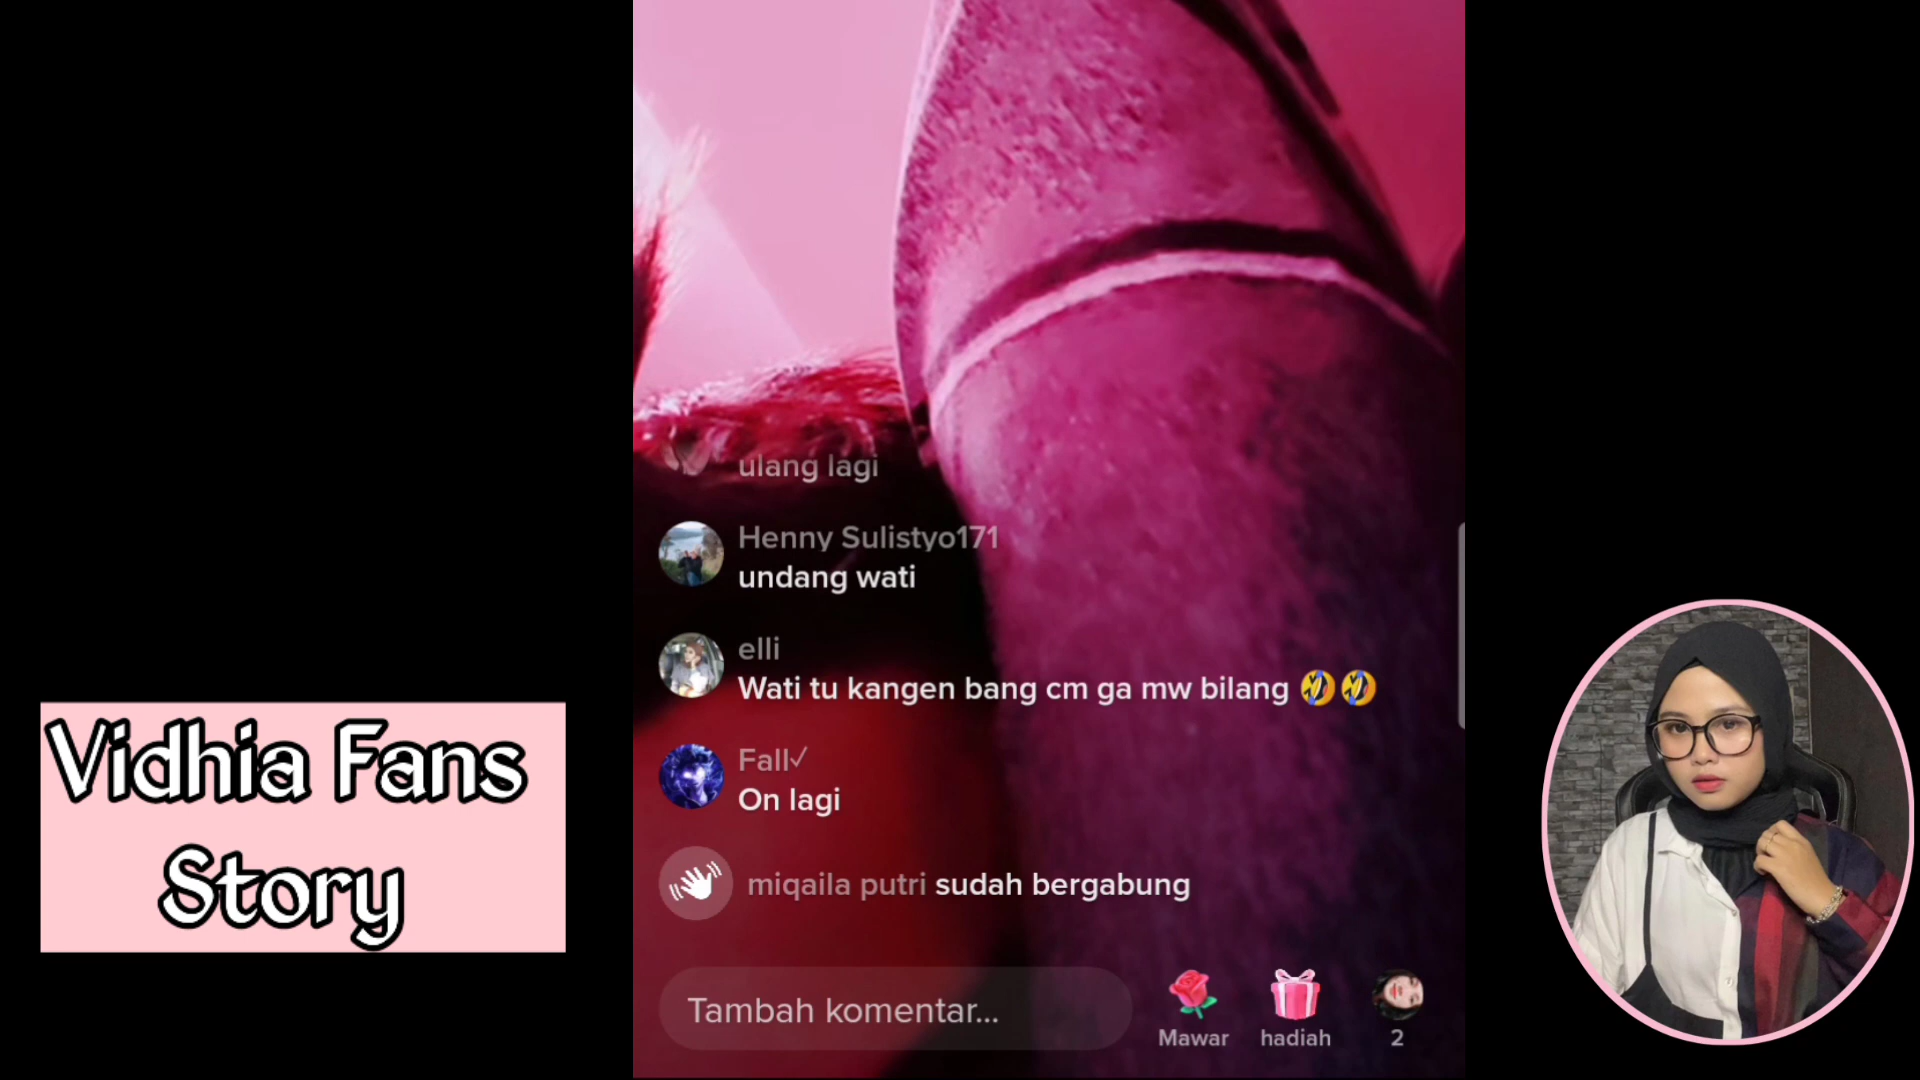 ulang lagi
Henny Sulistyo171
undang wati
elli
Wati tu kangen bang cm ga mw bilang 🤣🤣
Fall✓
On lagi
miqaila putri sudah bergabung
Tambah komentar...
Mawar
hadiah
2
Vidhia Fans
Story